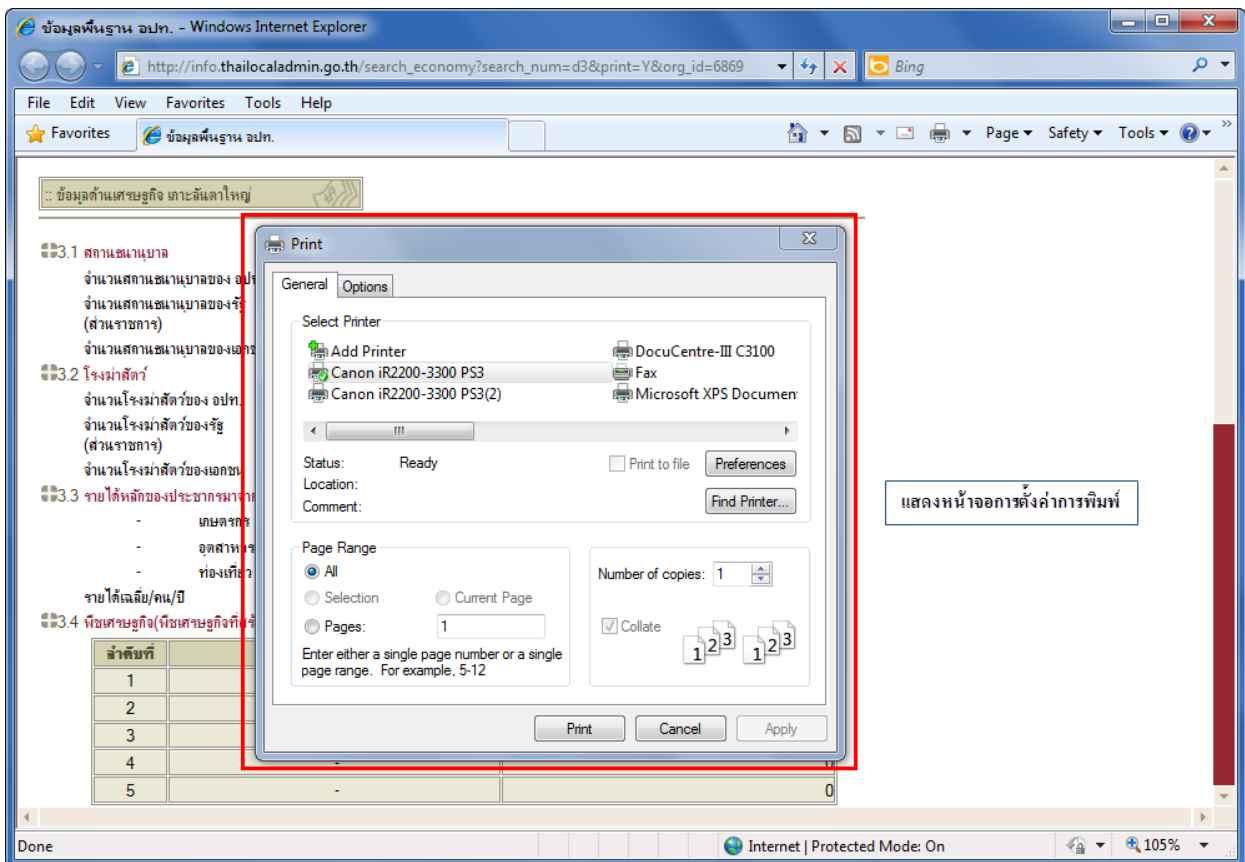 ข้อมูลพื้นฐาน อปท. - Windows Internet Explorer
http://info.thailocaladmin.go.th/search_economy?search_num=d3&print=Y&org_id=6869
Bing
File Edit View Favorites Tools Help
Favorites ข้อมูลพื้นฐาน อปท. Page Safety Tools
:: ข้อมูลด้านเศรษฐกิจ เกาะลันตาใหญ่
3.1 สถานธนานุบาล
จำนวนสถานธนานุบาลของ อปท
จำนวนสถานธนานุบาลของรัฐ
(ส่วนราชการ)
จำนวนสถานธนานุบาลของเอกช
3.2 โรงฆ่าสัตว์
จำนวนโรงฆ่าสัตว์ของ อปท.
จำนวนโรงฆ่าสัตว์ของรัฐ
(ส่วนราชการ)
จำนวนโรงฆ่าสัตว์ของเอกชน
3.3 รายได้หลักของประชากรมาจาก
- เกษตรกร
- อุตสาหกร
- ท่องเที่ยว
รายได้เฉลี่ย/คน/ปี
3.4 พืชเศรษฐกิจ(พืชเศรษฐกิจที่สร้
ลำดับที่
1
2
3
4 - 0
5 - 0
Print
General Options
Select Printer
Add Printer DocuCentre-III C3100
Canon iR2200-3300 PS3 Fax
Canon iR2200-3300 PS3(2) Microsoft XPS Documen
Status: Ready Print to file Preferences
Location:
Comment: Find Printer...
Page Range
All Number of copies: 1
Selection Current Page
Pages: 1 Collate
1 2 3 1 2 3
Enter either a single page number or a single
page range. For example, 5-12
Print Cancel Apply
แสดงหน้าจอการตั้งค่าการพิมพ์
Done Internet | Protected Mode: On 105%